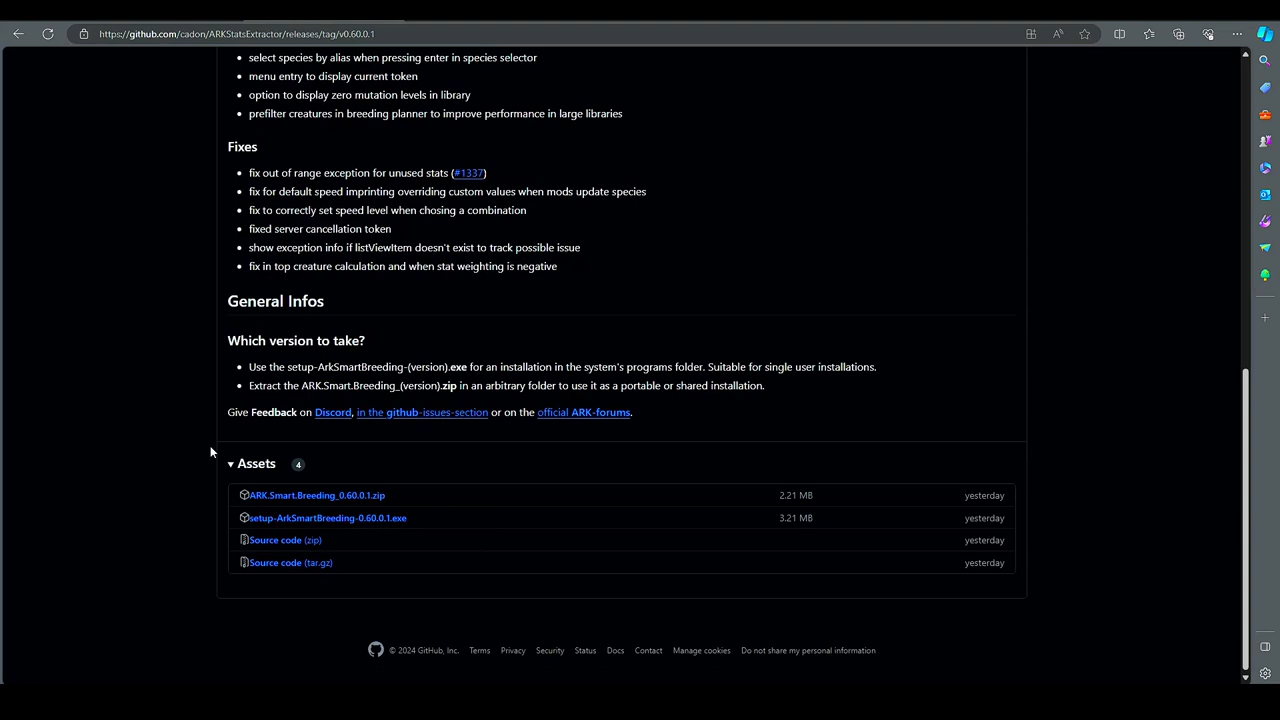 https://github.com/cadon/ARKStatsExtractor/releases/tag/v0.60.0.1
select species by alias when pressing enter in species selector
menu entry to display current token
option to display zero mutation levels in library
prefilter creatures in breeding planner to improve performance in large libraries
Fixes
fix out of range exception for unused stats (#1337)
fix for default speed imprinting overriding custom values when mods update species
fix to correctly set speed level when chosing a combination
fixed server cancellation token
show exception info if listViewItem doesn't exist to track possible issue
fix in top creature calculation and when stat weighting is negative
General Infos
Which version to take?
Use the setup-ArkSmartBreeding-(version).exe for an installation in the system's programs folder. Suitable for single user installations.
Extract the ARK.Smart.Breeding_(version).zip in an arbitrary folder to use it as a portable or shared installation.
Give Feedback on Discord, in the github-issues-section or on the official ARK-forums.
Assets 4
ARK.Smart.Breeding_0.60.0.1.zip 2.21 MB yesterday
setup-ArkSmartBreeding-0.60.0.1.exe 3.21 MB yesterday
Source code (zip) yesterday
Source code (tar.gz) yesterday
© 2024 GitHub, Inc. Terms Privacy Security Status Docs Contact Manage cookies Do not share my personal information